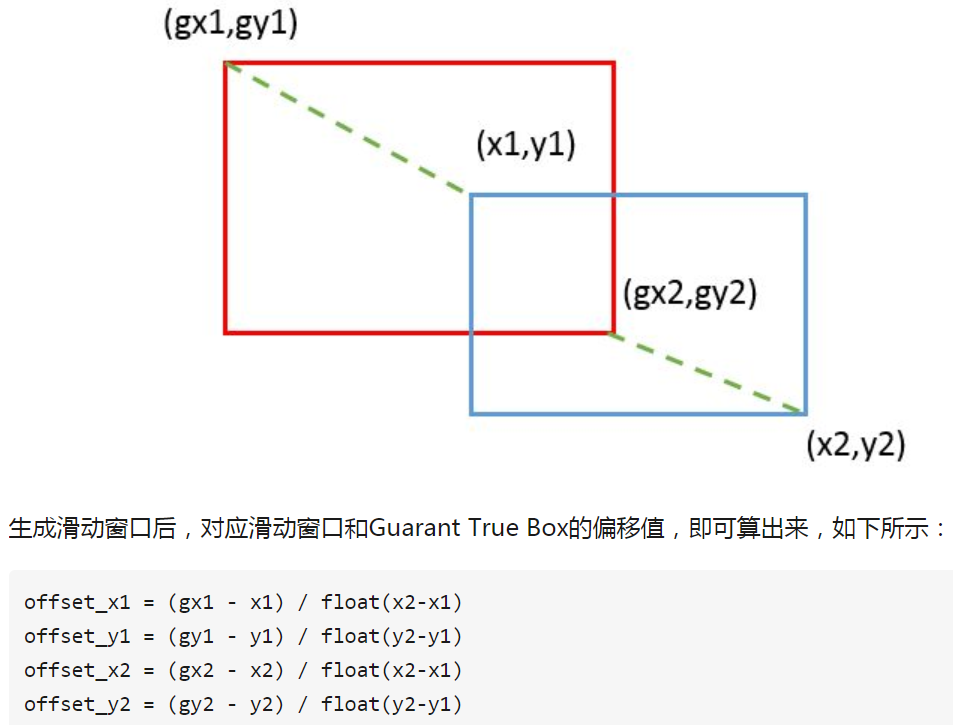 (gx1,gy1)
(x1,y1)
(gx2,gy2)
(x2,y2)
生成滑动窗口后，对应滑动窗口和Guarant True Box的偏移值，即可算出来，如下所示：
offset_x1 = (gx1 - x1) / float(x2-x1)
offset_y1 = (gy1 - y1) / float(y2-y1)
offset_x2 = (gx2 - x2) / float(x2-x1)
offset_y2 = (gy2 - y2) / float(y2-y1)